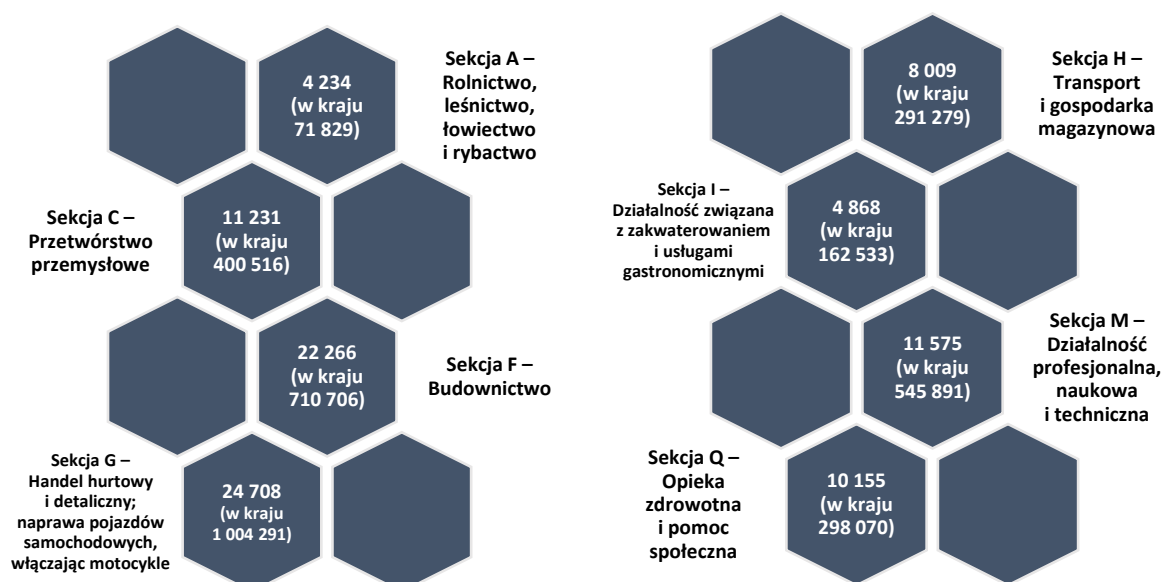 4 234
(w kraju
71 829)
Sekcja A –
Rolnictwo,
leśnictwo,
łowiectwo
i rybactwo
Sekcja C –
Przetwórstwo
przemysłowe
11 231
(w kraju
400 516)
22 266
(w kraju
710 706)
Sekcja F –
Budownictwo
Sekcja G –
Handel hurtowy
i detaliczny;
naprawa pojazdów
samochodowych,
włączając motocykle
24 708
(w kraju
1 004 291)
8 009
(w kraju
291 279)
Sekcja H –
Transport
i gospodarka
magazynowa
Sekcja I –
Działalność związana
z zakwaterowaniem
i usługami
gastronomicznymi
4 868
(w kraju
162 533)
11 575
(w kraju
545 891)
Sekcja M –
Działalność
profesjonalna,
naukowa
i techniczna
Sekcja Q –
Opieka
zdrowotna
i pomoc
społeczna
10 155
(w kraju
298 070)